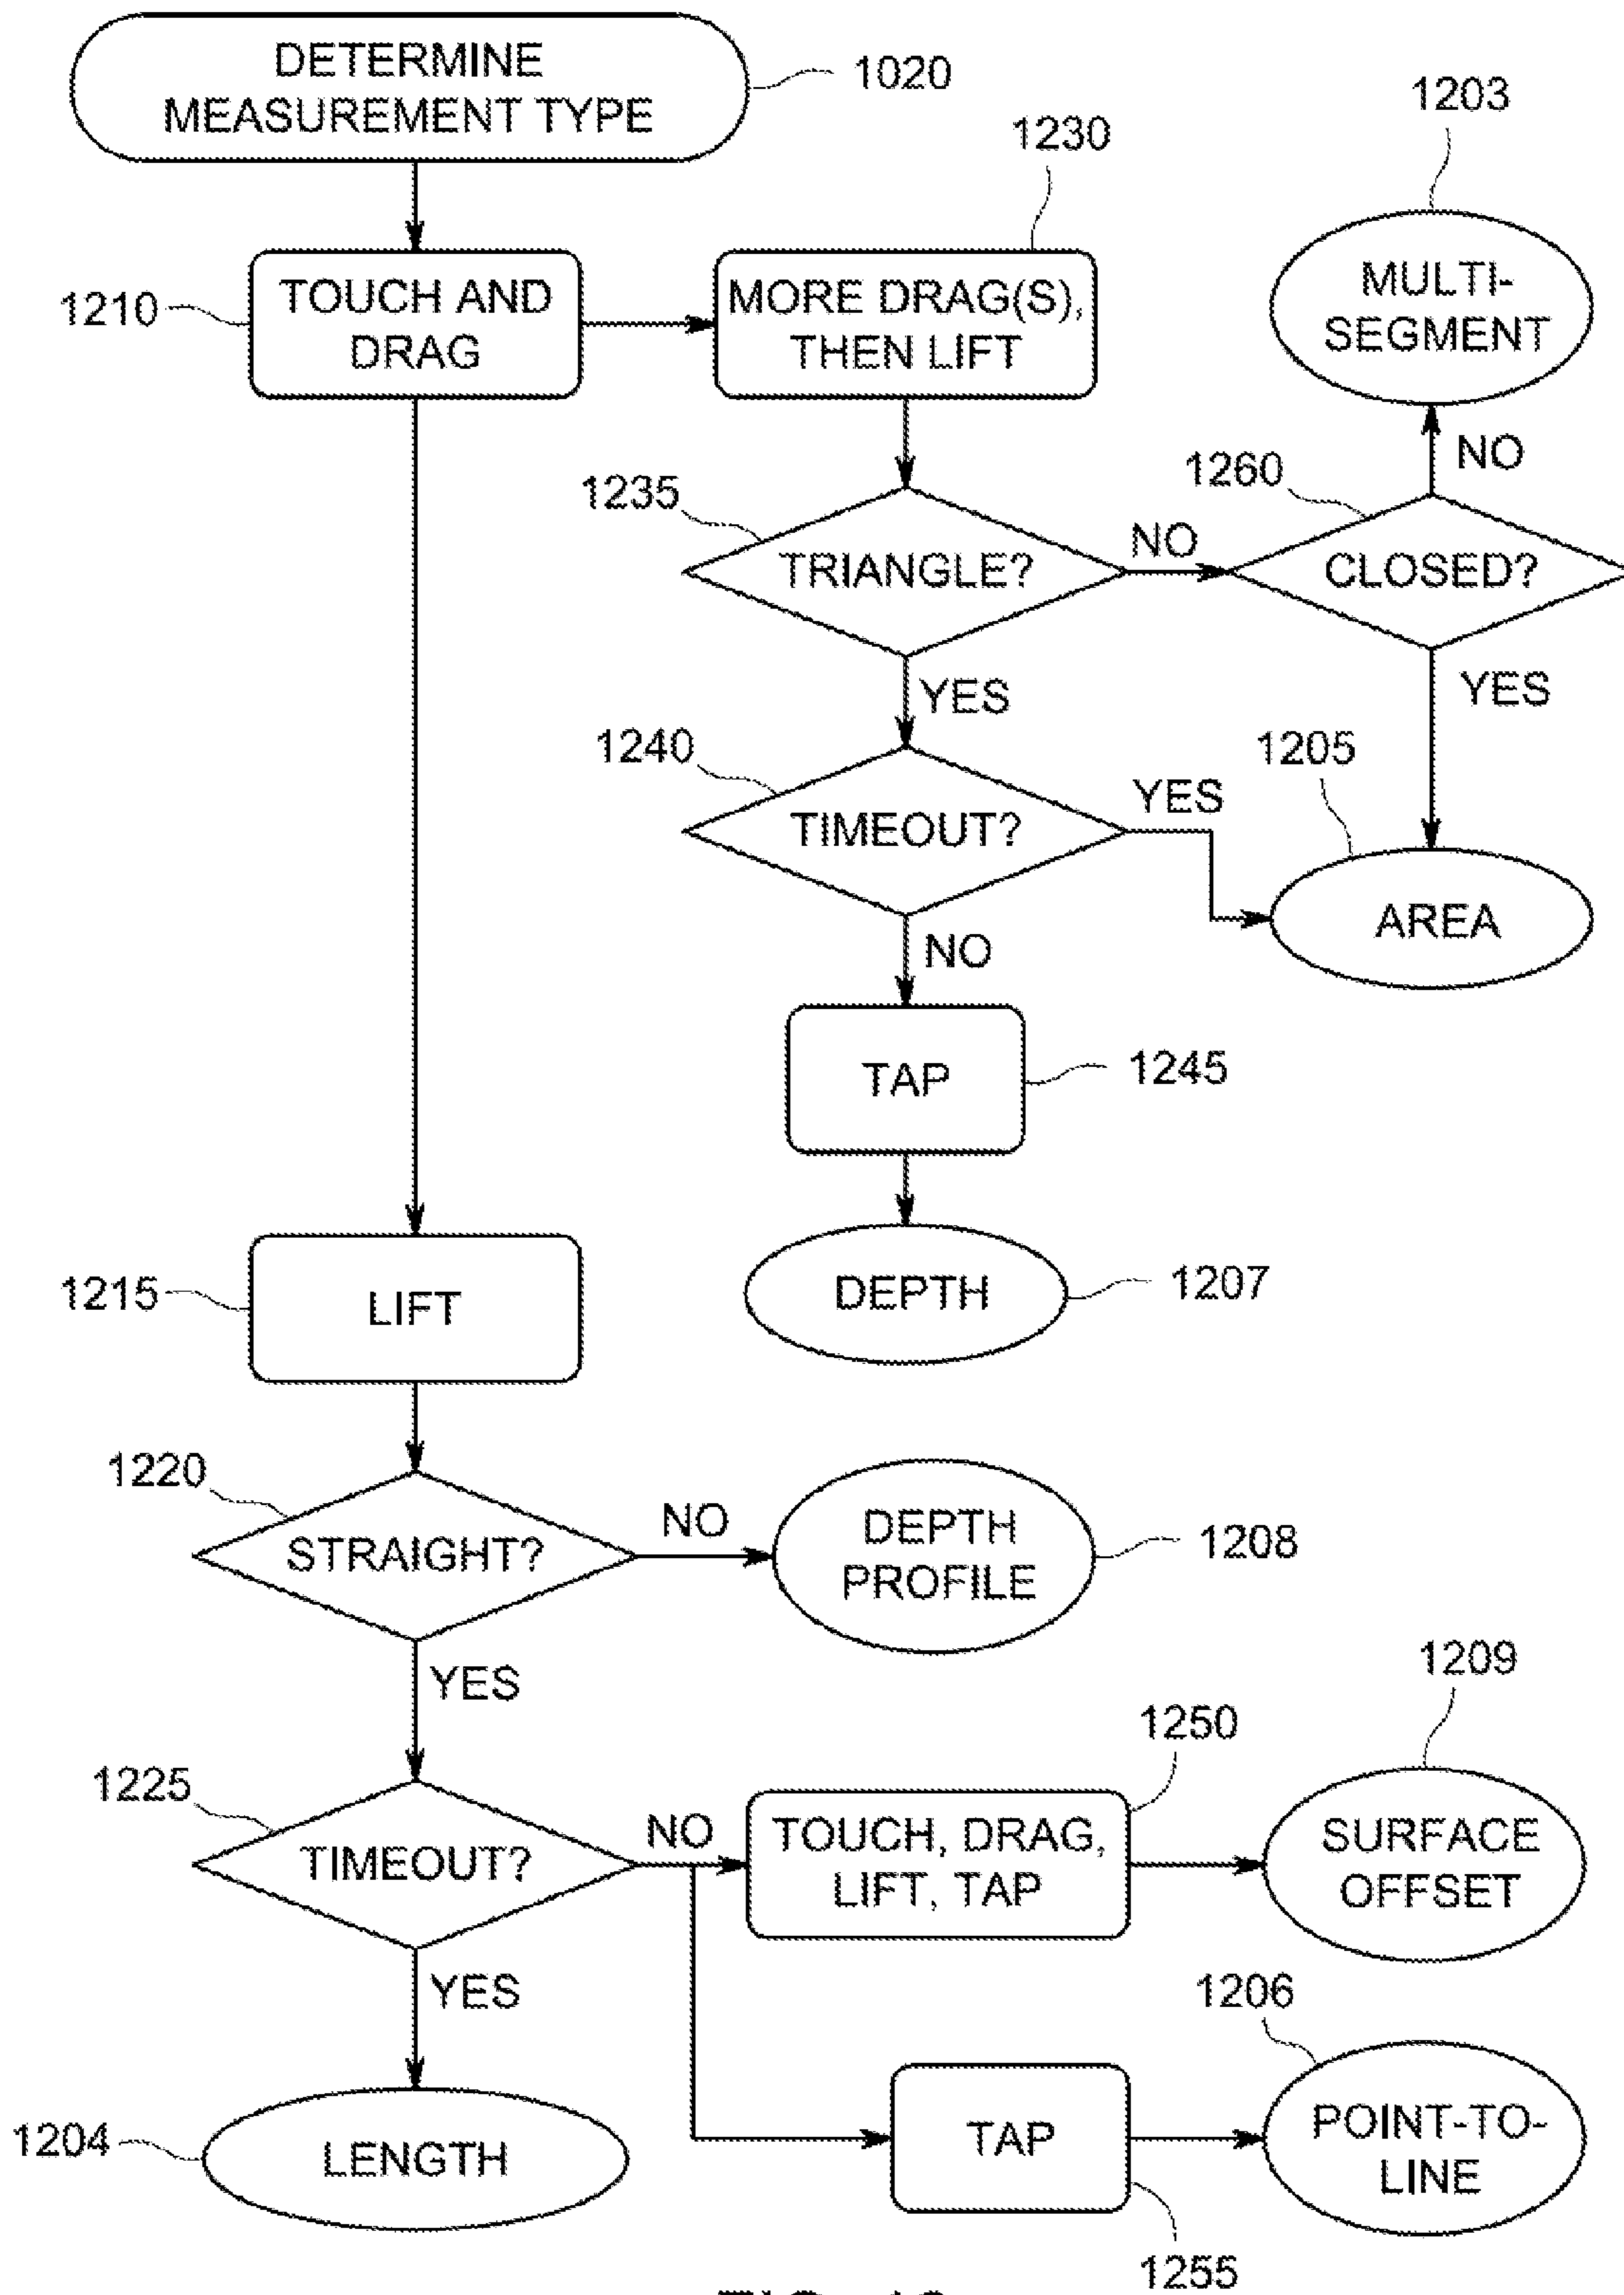 DETERMINE
MEASUREMENT TYPE
1020
1203
1230
1210
TOUCH AND
DRAG
MORE DRAG(S),
THEN LIFT
MULTI-
SEGMENT
NO
1260
1235
TRIANGLE?
NO
CLOSED?
YES
YES
1240
1205
TIMEOUT?
YES
AREA
NO
TAP
1245
1215
LIFT
DEPTH
1207
1220
STRAIGHT?
NO
DEPTH
PROFILE
1208
YES
1209
1250
1225
TIMEOUT?
NO
TOUCH, DRAG,
LIFT, TAP
SURFACE
OFFSET
YES
1206
1204
LENGTH
TAP
POINT-TO-
LINE
1255